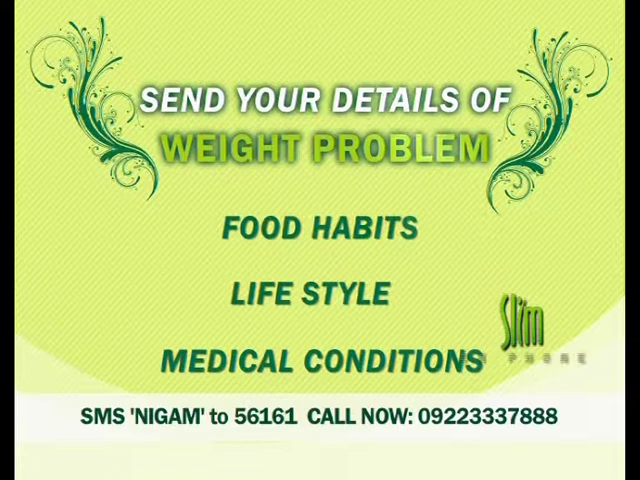 SEND YOUR DETAILS OF
WEIGHT PROBLEM
FOOD HABITS
LIFE STYLE
Slim
MEDICAL CONDITIONS
PHONE
SMS 'NIGAM' to 56161 CALL NOW: 09223337888